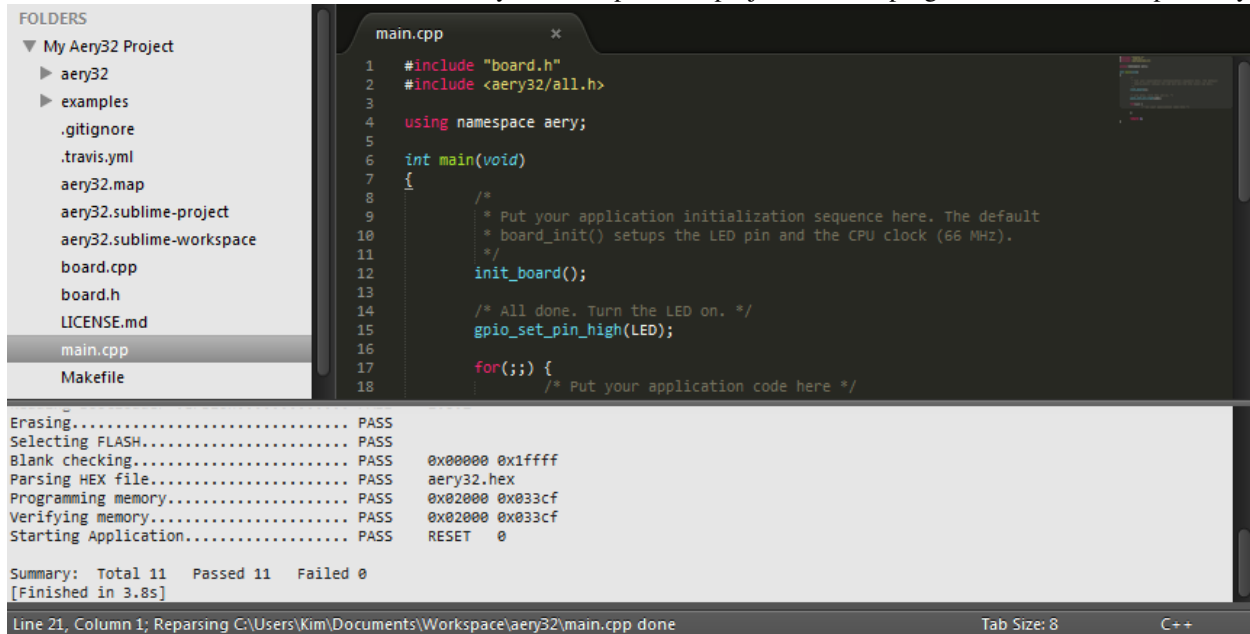 FOLDERS
My Aery32 Project
aery32
examples
.gitignore
.travis.yml
aery32.map
aery32.sublime-project
aery32.sublime-workspace
board.cpp
board.h
LICENSE.md
main.cpp
Makefile
main.cpp ×
1 #include "board.h"
2 #include <aery32/all.h>
3
4 using namespace aery;
5
6 int main(void)
7 {
8 /*
9 * Put your application initialization sequence here. The default
10 * board_init() setups the LED pin and the CPU clock (66 MHz).
11 */
12 init_board();
13
14 /* All done. Turn the LED on. */
15 gpio_set_pin_high(LED);
16
17 for(;;) {
18 /* Put your application code here */
Erasing................................ PASS
Selecting FLASH........................ PASS
Blank checking......................... PASS 0x00000 0x1ffff
Parsing HEX file....................... PASS aery32.hex
Programming memory..................... PASS 0x02000 0x033cf
Verifying memory....................... PASS 0x02000 0x033cf
Starting Application................... PASS RESET 0
Summary: Total 11 Passed 11 Failed 0
[Finished in 3.8s]
Line 21, Column 1; Reparsing C:\Users\Kim\Documents\Workspace\aery32\main.cpp done Tab Size: 8 C++